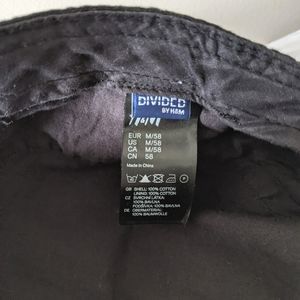 DIVIDED
BY H&M
EUR M/58
US M/58
CA M/58
CN 58
Made in China
GB SHELL: 100% COTTON
LINING: 100% COTTON
CZ SVRCHNÍ LÁTKA:
100% BAVLNA
PODŠÍVKA: 100% BAVLNA
DE OBERMATERIAL:
100% BAUMWOLLE